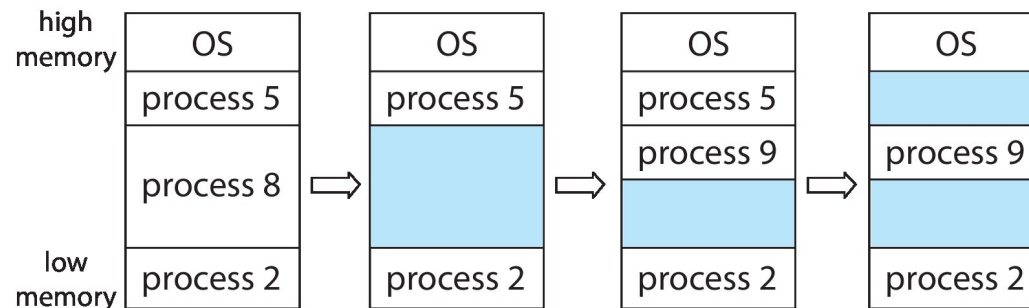 high
memory
OS
process 5
process 8
process 2
low
memory
OS
process 5
process 2
OS
process 5
process 9
process 2
OS
process 9
process 2